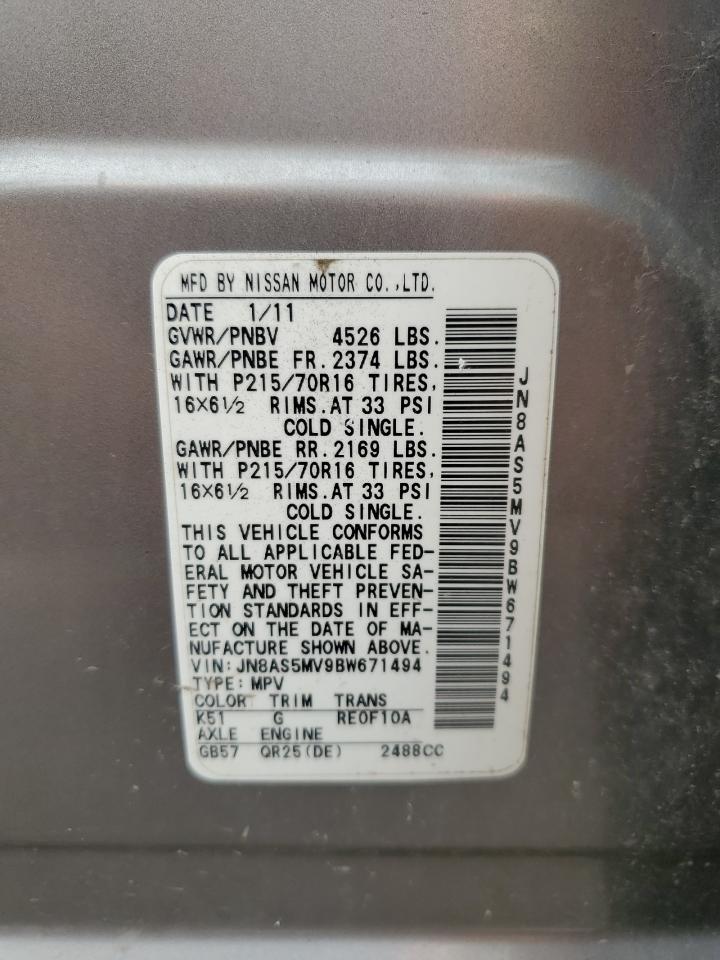 MFD BY NISSAN MOTOR CO.,LTD.
DATE 1/11
GVWR/PNBV 4526 LBS.
GAWR/PNBE FR.2374 LBS.
WITH P215/70R16 TIRES,
16×6½ RIMS.AT 33 PSI
COLD SINGLE.
GAWR/PNBE RR.2169 LBS.
WITH P215/70R16 TIRES,
16×6½ RIMS.AT 33 PSI
COLD SINGLE.
THIS VEHICLE CONFORMS
TO ALL APPLICABLE FED-
ERAL MOTOR VEHICLE SA-
FETY AND THEFT PREVEN-
TION STANDARDS IN EFF-
ECT ON THE DATE OF MA-
NUFACTURE SHOWN ABOVE.
VIN:JN8AS5MV9BW671494
TYPE:MPV
COLOR TRIM TRANS
K51 G RE0F10A
AXLE ENGINE
GB57 QR25(DE) 2488CC
JN8AS5MV9BW671494